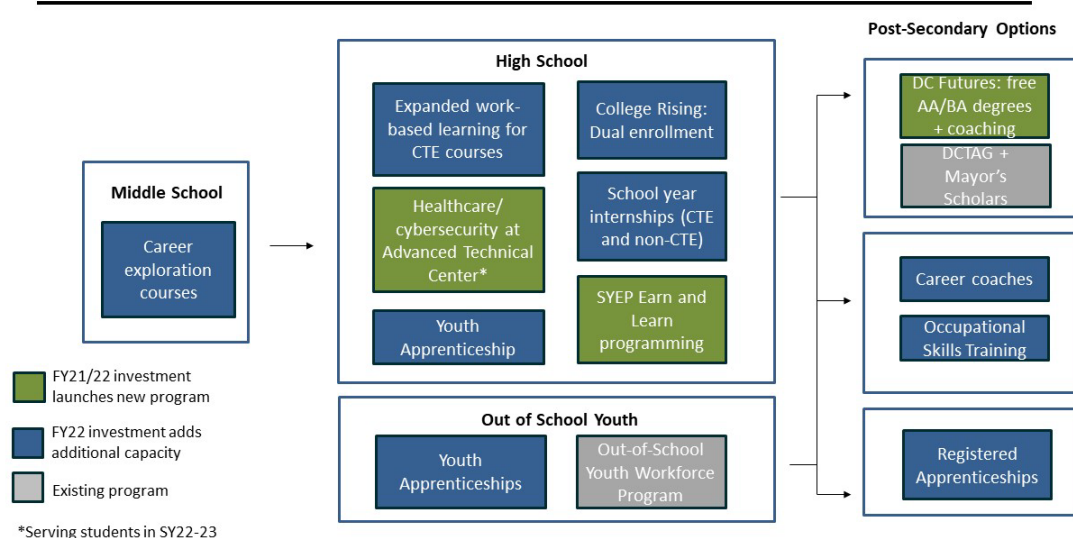 Post-Secondary Options
High School
Expanded work-
based learning for
CTE courses
College Rising:
Dual enrollment
Healthcare/
cybersecurity at
Advanced Technical
Center*
School year
internships (CTE
and non-CTE)
Youth
Apprenticeship
SYEP Earn and
Learn
programming
Middle School
Career
exploration
courses
Out of School Youth
Youth
Apprenticeships
Out-of-School
Youth Workforce
Program
DC Futures: free
AA/BA degrees
+ coaching
DCTAG +
Mayor's
Scholars
Career coaches
Occupational
Skills Training
Registered
Apprenticeships
FY21/22 investment
launches new program
FY22 investment adds
additional capacity
Existing program
*Serving students in SY22-23